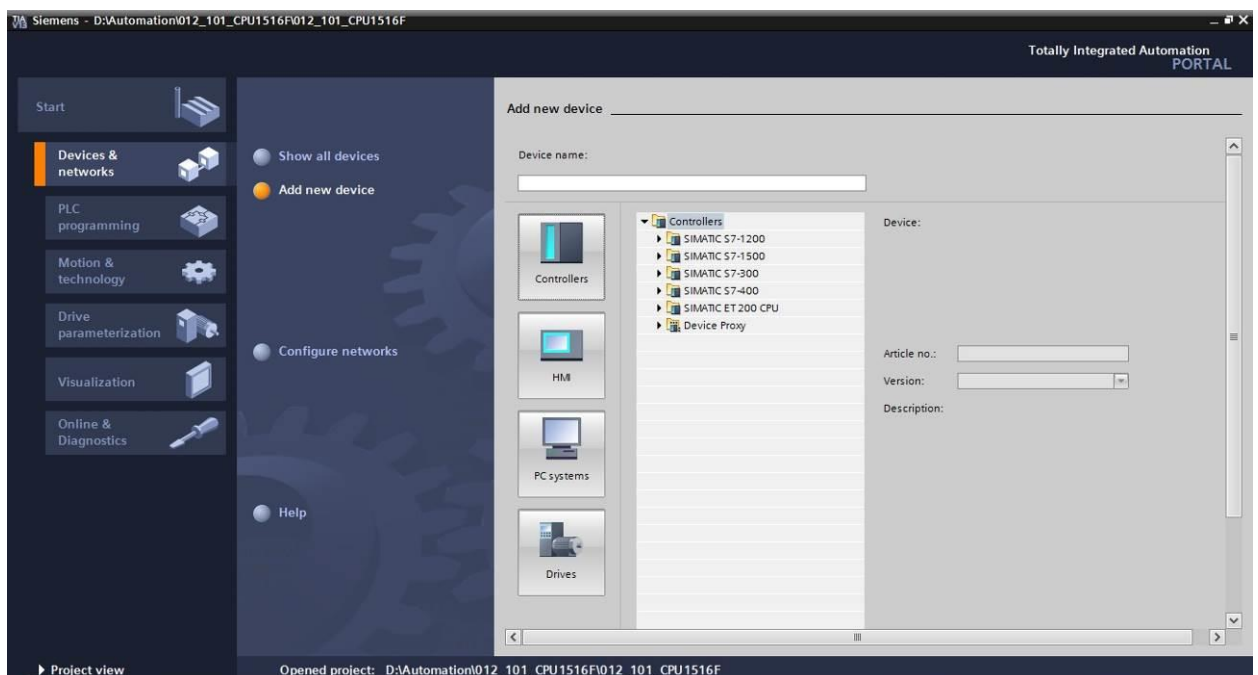 Siemens - D:\Automation\012_101_CPU1516F\012_101_CPU1516F
Totally Integrated Automation
PORTAL
Start
Devices &
networks
PLC
programming
Motion &
technology
Drive
parameterization
Visualization
Online &
Diagnostics
Show all devices
Add new device
Configure networks
Help
Add new device
Device name:
Controllers
HMI
PC systems
Drives
Controllers
SIMATIC S7-1200
SIMATIC S7-1500
SIMATIC S7-300
SIMATIC S7-400
SIMATIC ET 200 CPU
Device Proxy
Device:
Article no.:
Version:
Description:
Project view
Opened project: D:\Automation\012_101_CPU1516F\012_101_CPU1516F